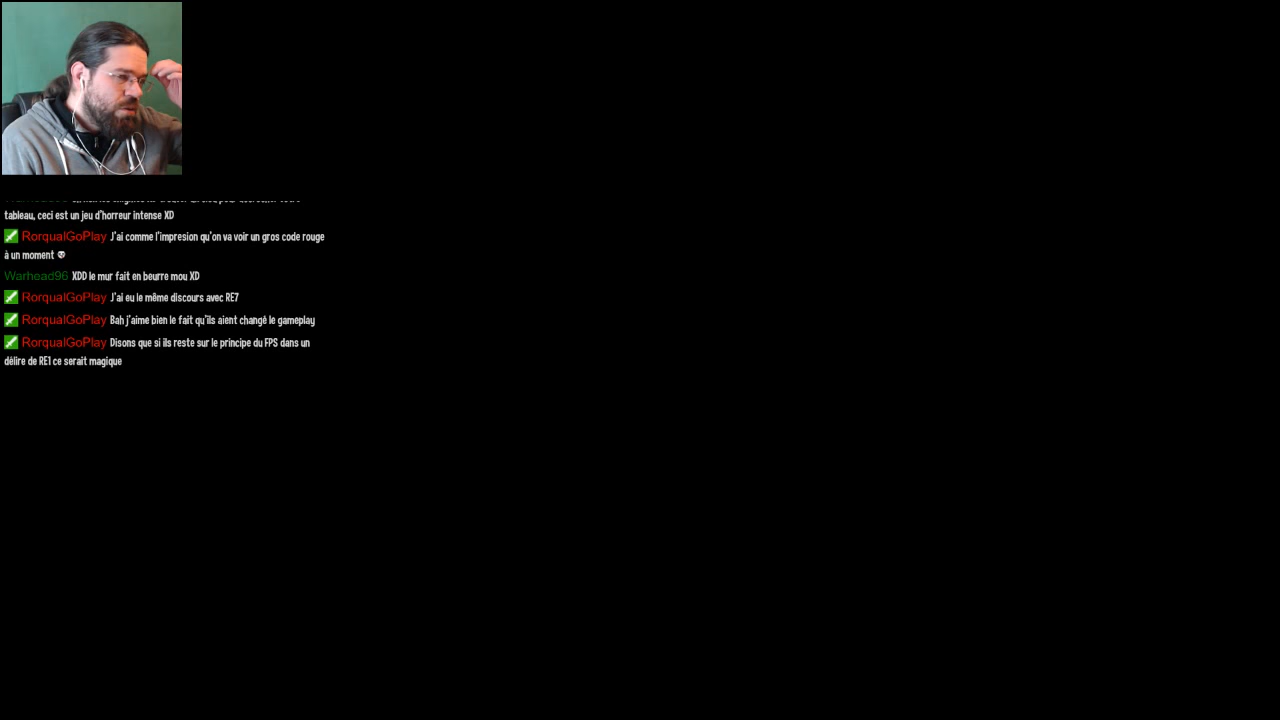 tableau, ceci est un jeu d'horreur intense XD
RorqualGoPlay J'ai comme l'impresion qu'on va voir un gros code rouge
à un moment 💀
Warhead96 XDD le mur fait en beurre mou XD
RorqualGoPlay J'ai eu le même discours avec RE7
RorqualGoPlay Bah j'aime bien le fait qu'ils aient changé le gameplay
RorqualGoPlay Disons que si ils reste sur le principe du FPS dans un
délire de RE1 ce serait magique